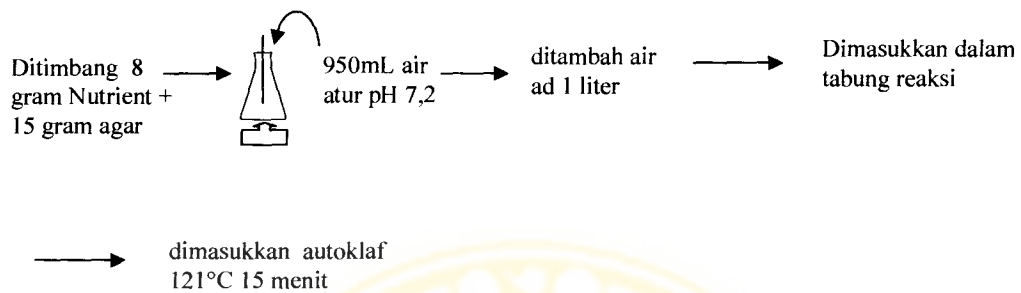 Ditimbang 8
gram Nutrient +
15 gram agar
950mL air
atur pH 7,2
ditambah air
ad 1 liter
Dimasukkan dalam
tabung reaksi
dimasukkan autoklaf
121°C 15 menit